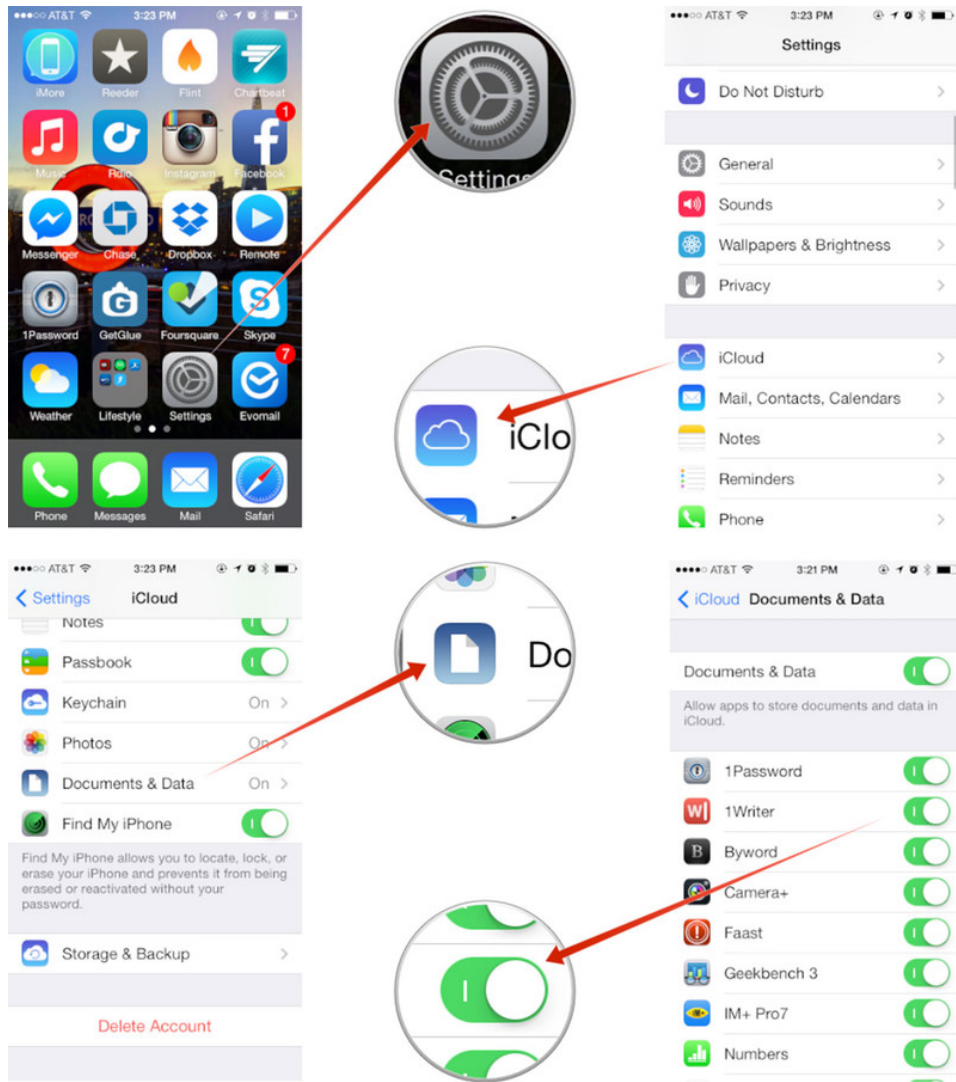 AT&T 3:23 PM
iMore Reeder Flint Chartbeat
1
Music Rdio Instagram Facebook
Messenger Chase Dropbox Remote
1Password GetGlue Foursquare Skype
7
Weather Lifestyle Settings Evomail
Phone Messages Mail Safari
Settings
iClo
AT&T 3:23 PM
Settings
Do Not Disturb
General
Sounds
Wallpapers & Brightness
Privacy
iCloud
Mail, Contacts, Calendars
Notes
Reminders
Phone
AT&T 3:23 PM
Settings iCloud
Notes
Passbook
Keychain On
Photos On
Documents & Data On
Find My iPhone
Find My iPhone allows you to locate, lock, or
erase your iPhone and prevents it from being
erased or reactivated without your
password.
Storage & Backup
Delete Account
Do
AT&T 3:21 PM
iCloud Documents & Data
Documents & Data
Allow apps to store documents and data in
iCloud.
1Password
1Writer
Byword
Camera+
Faast
Geekbench 3
IM+ Pro7
Numbers